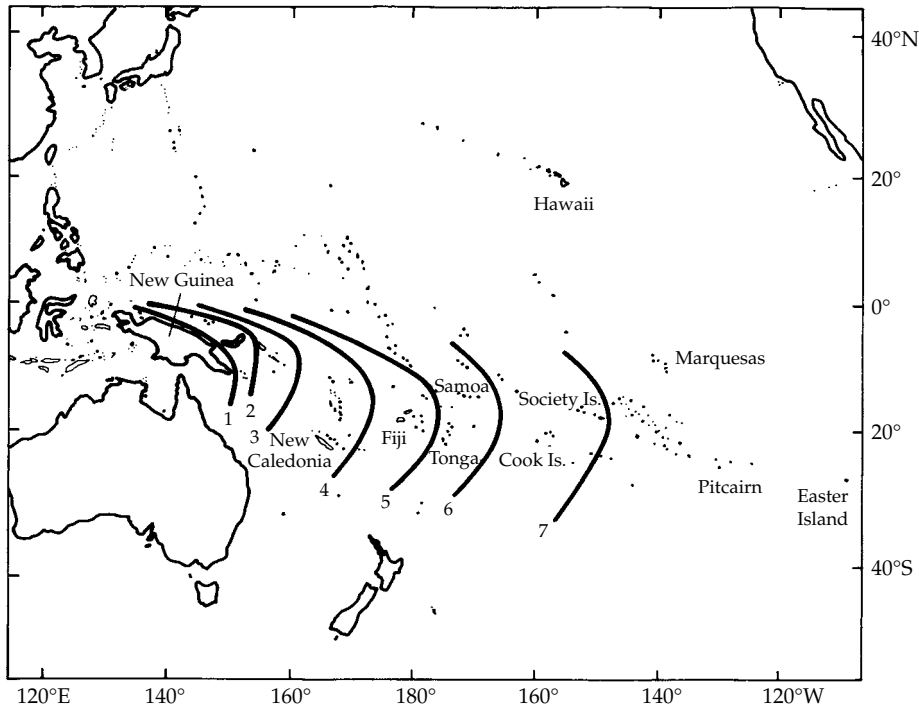 40°N
20°
Hawaii
New Guinea
0°
Marquesas
Samoa
Society Is.
1
2
3
New
Caledonia
Fiji
Tonga
Cook Is.
20°
4
5
6
7
Pitcairn
Easter
Island
40°S
120°E
140°
160°
180°
160°
140°
120°W